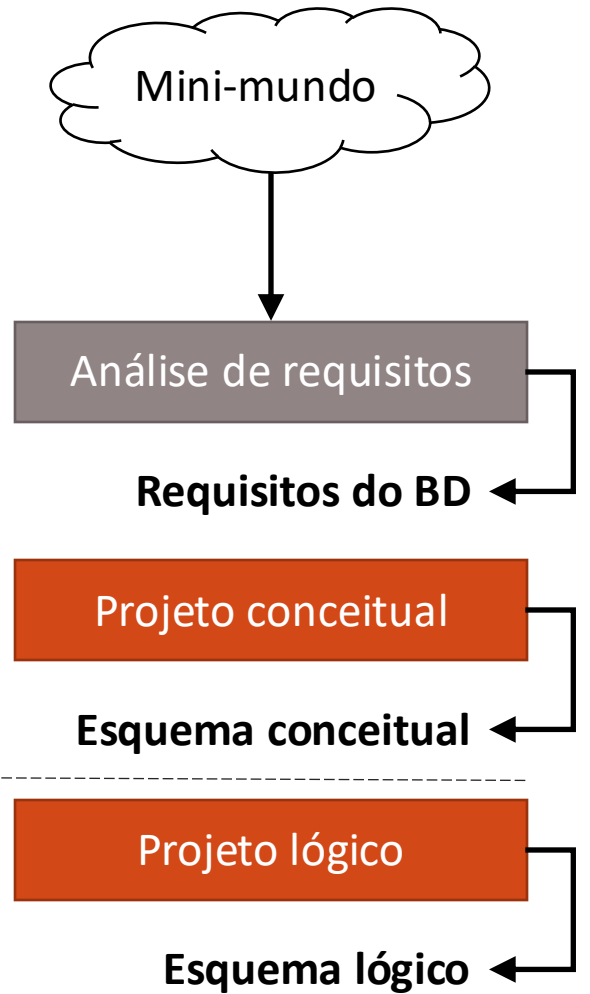 Mini-mundo
Análise de requisitos
Requisitos do BD
Projeto conceitual
Esquema conceitual
Projeto lógico
Esquema lógico